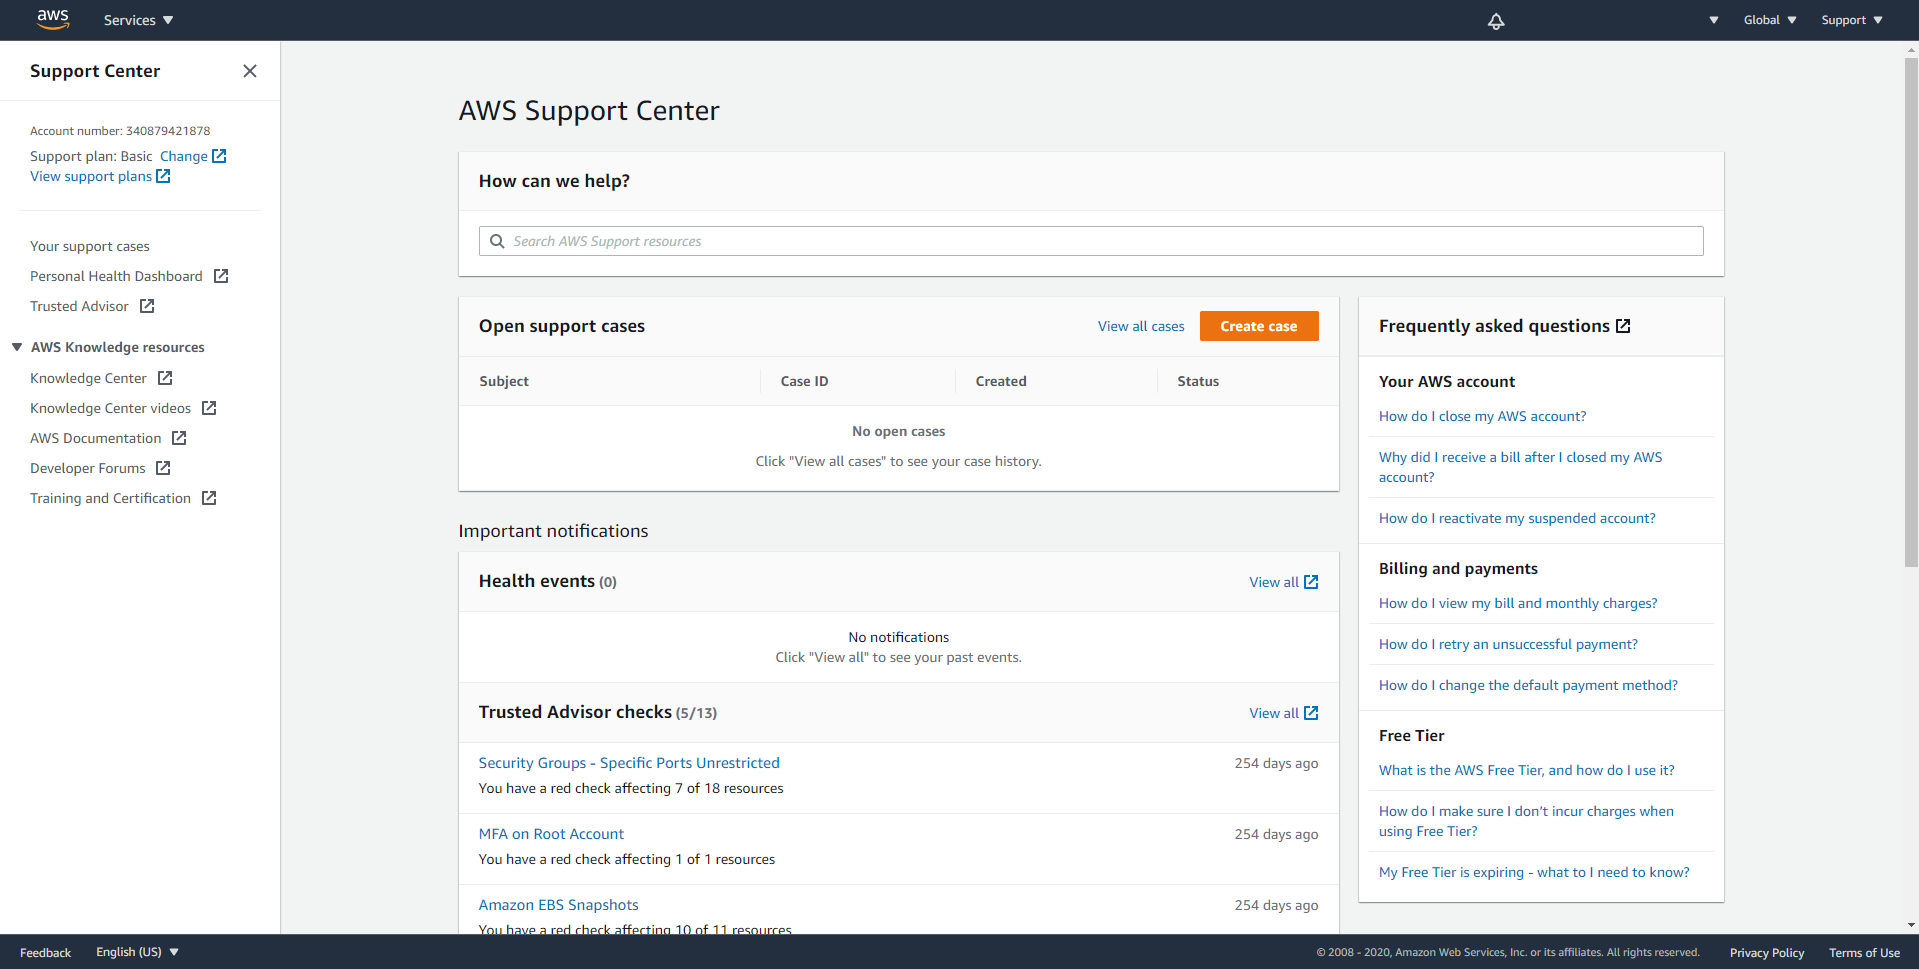 aws
Services
Global
Support
Support Center
Account number: 340879421878
Support plan: Basic Change
View support plans
Your support cases
Personal Health Dashboard
Trusted Advisor
AWS Knowledge resources
Knowledge Center
Knowledge Center videos
AWS Documentation
Developer Forums
Training and Certification
AWS Support Center
How can we help?
Search AWS Support resources
Open support cases
View all cases
Create case
Subject
Case ID
Created
Status
No open cases
Click "View all cases" to see your case history.
Important notifications
Health events (0)
View all
No notifications
Click "View all" to see your past events.
Trusted Advisor checks (5/13)
View all
Security Groups - Specific Ports Unrestricted
254 days ago
You have a red check affecting 7 of 18 resources
MFA on Root Account
254 days ago
You have a red check affecting 1 of 1 resources
Amazon EBS Snapshots
254 days ago
You have a red check affecting 10 of 11 resources
Frequently asked questions
Your AWS account
How do I close my AWS account?
Why did I receive a bill after I closed my AWS
account?
How do I reactivate my suspended account?
Billing and payments
How do I view my bill and monthly charges?
How do I retry an unsuccessful payment?
How do I change the default payment method?
Free Tier
What is the AWS Free Tier, and how do I use it?
How do I make sure I don't incur charges when
using Free Tier?
My Free Tier is expiring - what to I need to know?
Feedback
English (US)
© 2008 - 2020, Amazon Web Services, Inc. or its affiliates. All rights reserved.
Privacy Policy
Terms of Use